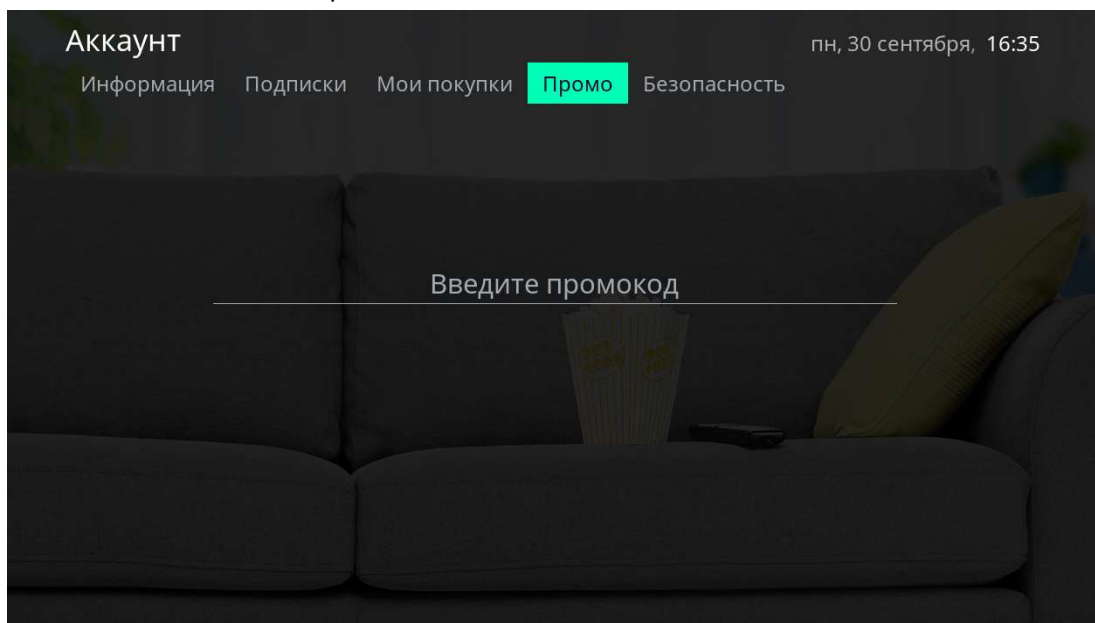 Аккаунт
пн, 30 сентября, 16:35
Информация Подписки Мои покупки Промо Безопасность
Введите промокод